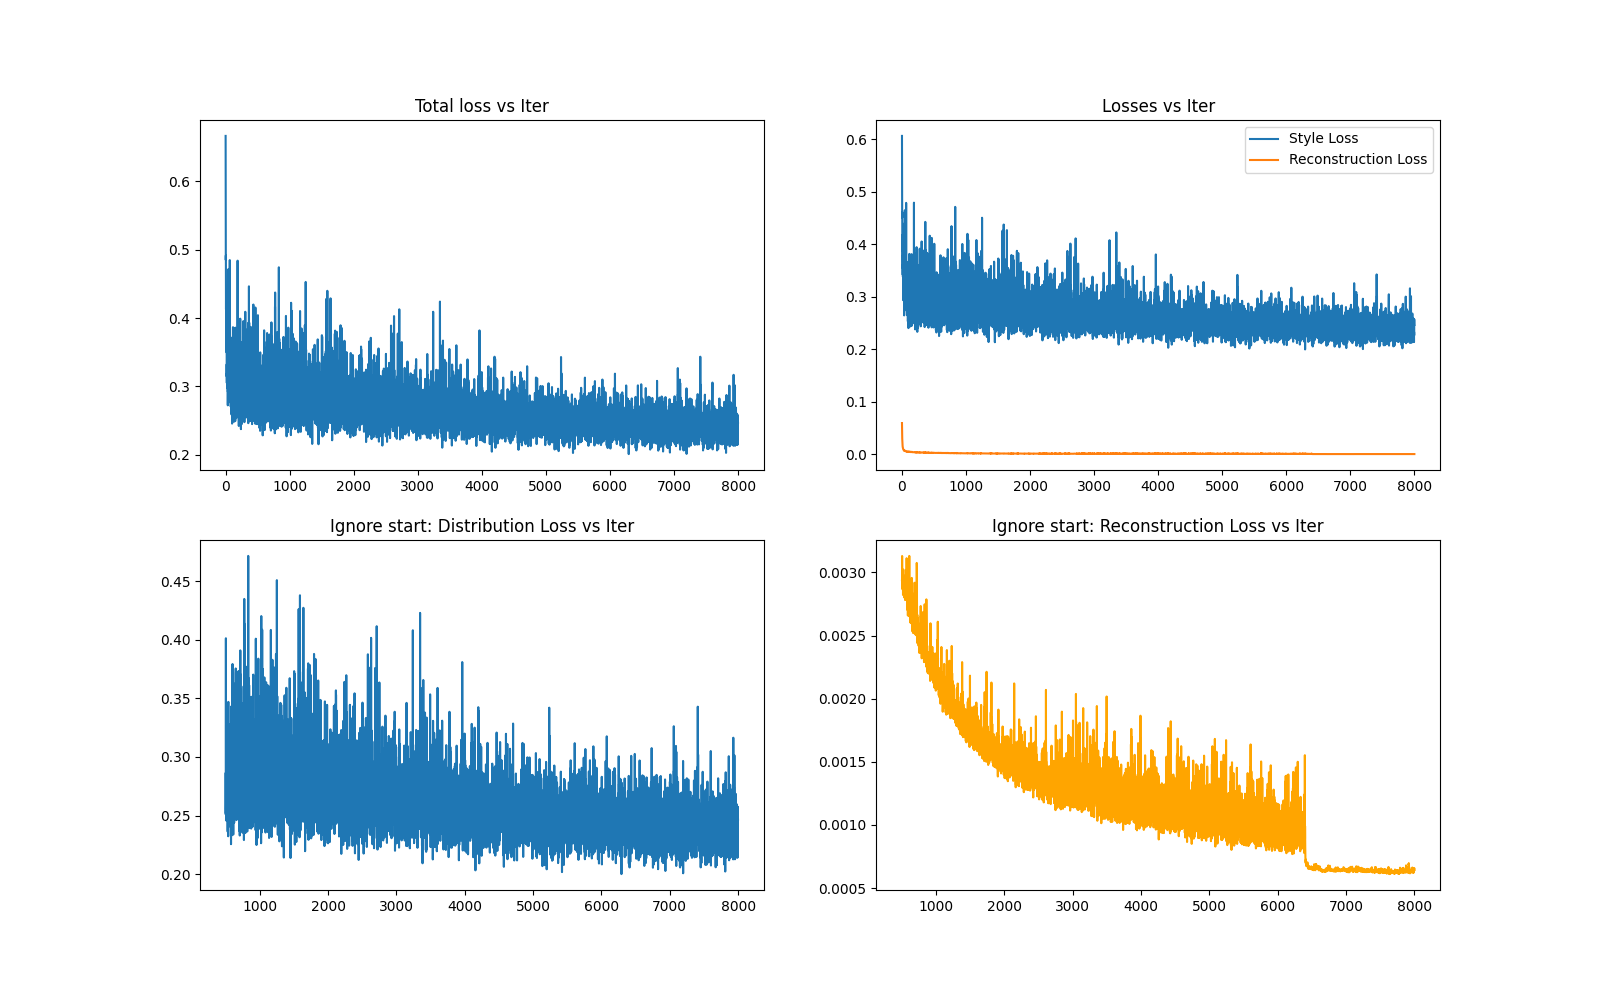 Total loss vs Iter
0.6
0.5
0.4
0.3
0.2
0 1000 2000 3000 4000 5000 6000 7000 8000
Losses vs Iter
Style Loss
Reconstruction Loss
0.6
0.5
0.4
0.3
0.2
0.1
0.0
0 1000 2000 3000 4000 5000 6000 7000 8000
Ignore start: Distribution Loss vs Iter
0.45
0.40
0.35
0.30
0.25
0.20
1000 2000 3000 4000 5000 6000 7000 8000
Ignore start: Reconstruction Loss vs Iter
0.0030
0.0025
0.0020
0.0015
0.0010
0.0005
1000 2000 3000 4000 5000 6000 7000 8000